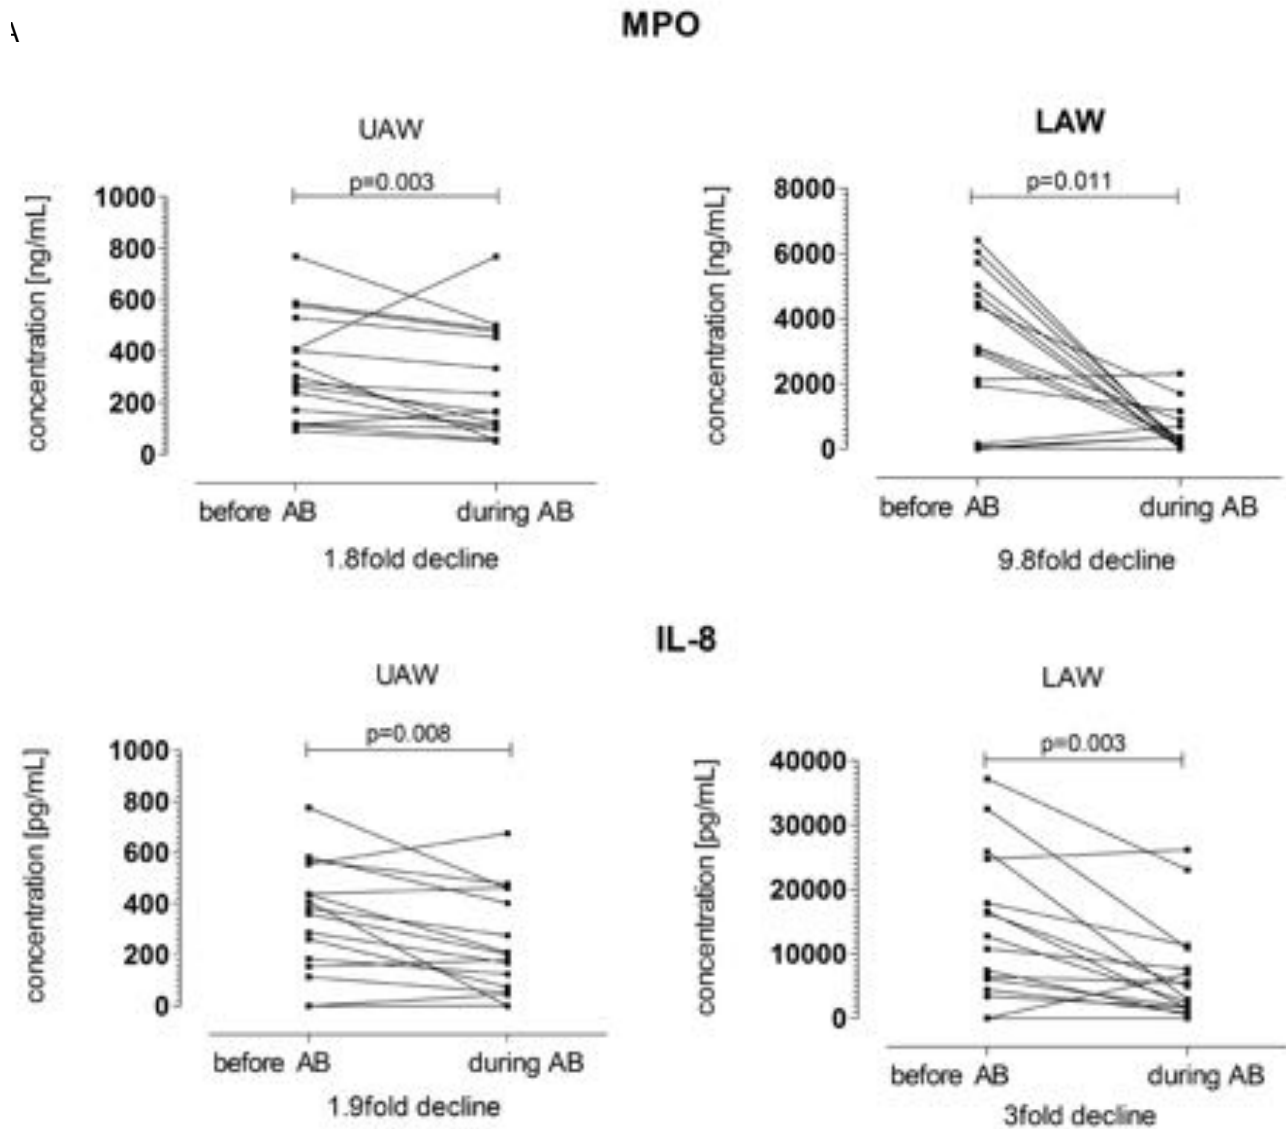 A
MPO
UAW
LAW
p=0.003
p=0.011
concentration [ng/mL]
1000
800
600
400
200
0
concentration [ng/mL]
8000
6000
4000
2000
0
before AB
during AB
before AB
during AB
1.8fold decline
9.8fold decline
IL-8
UAW
LAW
p=0.008
p=0.003
concentration [pg/mL]
1000
800
600
400
200
0
concentration [pg/mL]
40000
30000
20000
10000
0
before AB
during AB
before AB
during AB
1.9fold decline
3fold decline